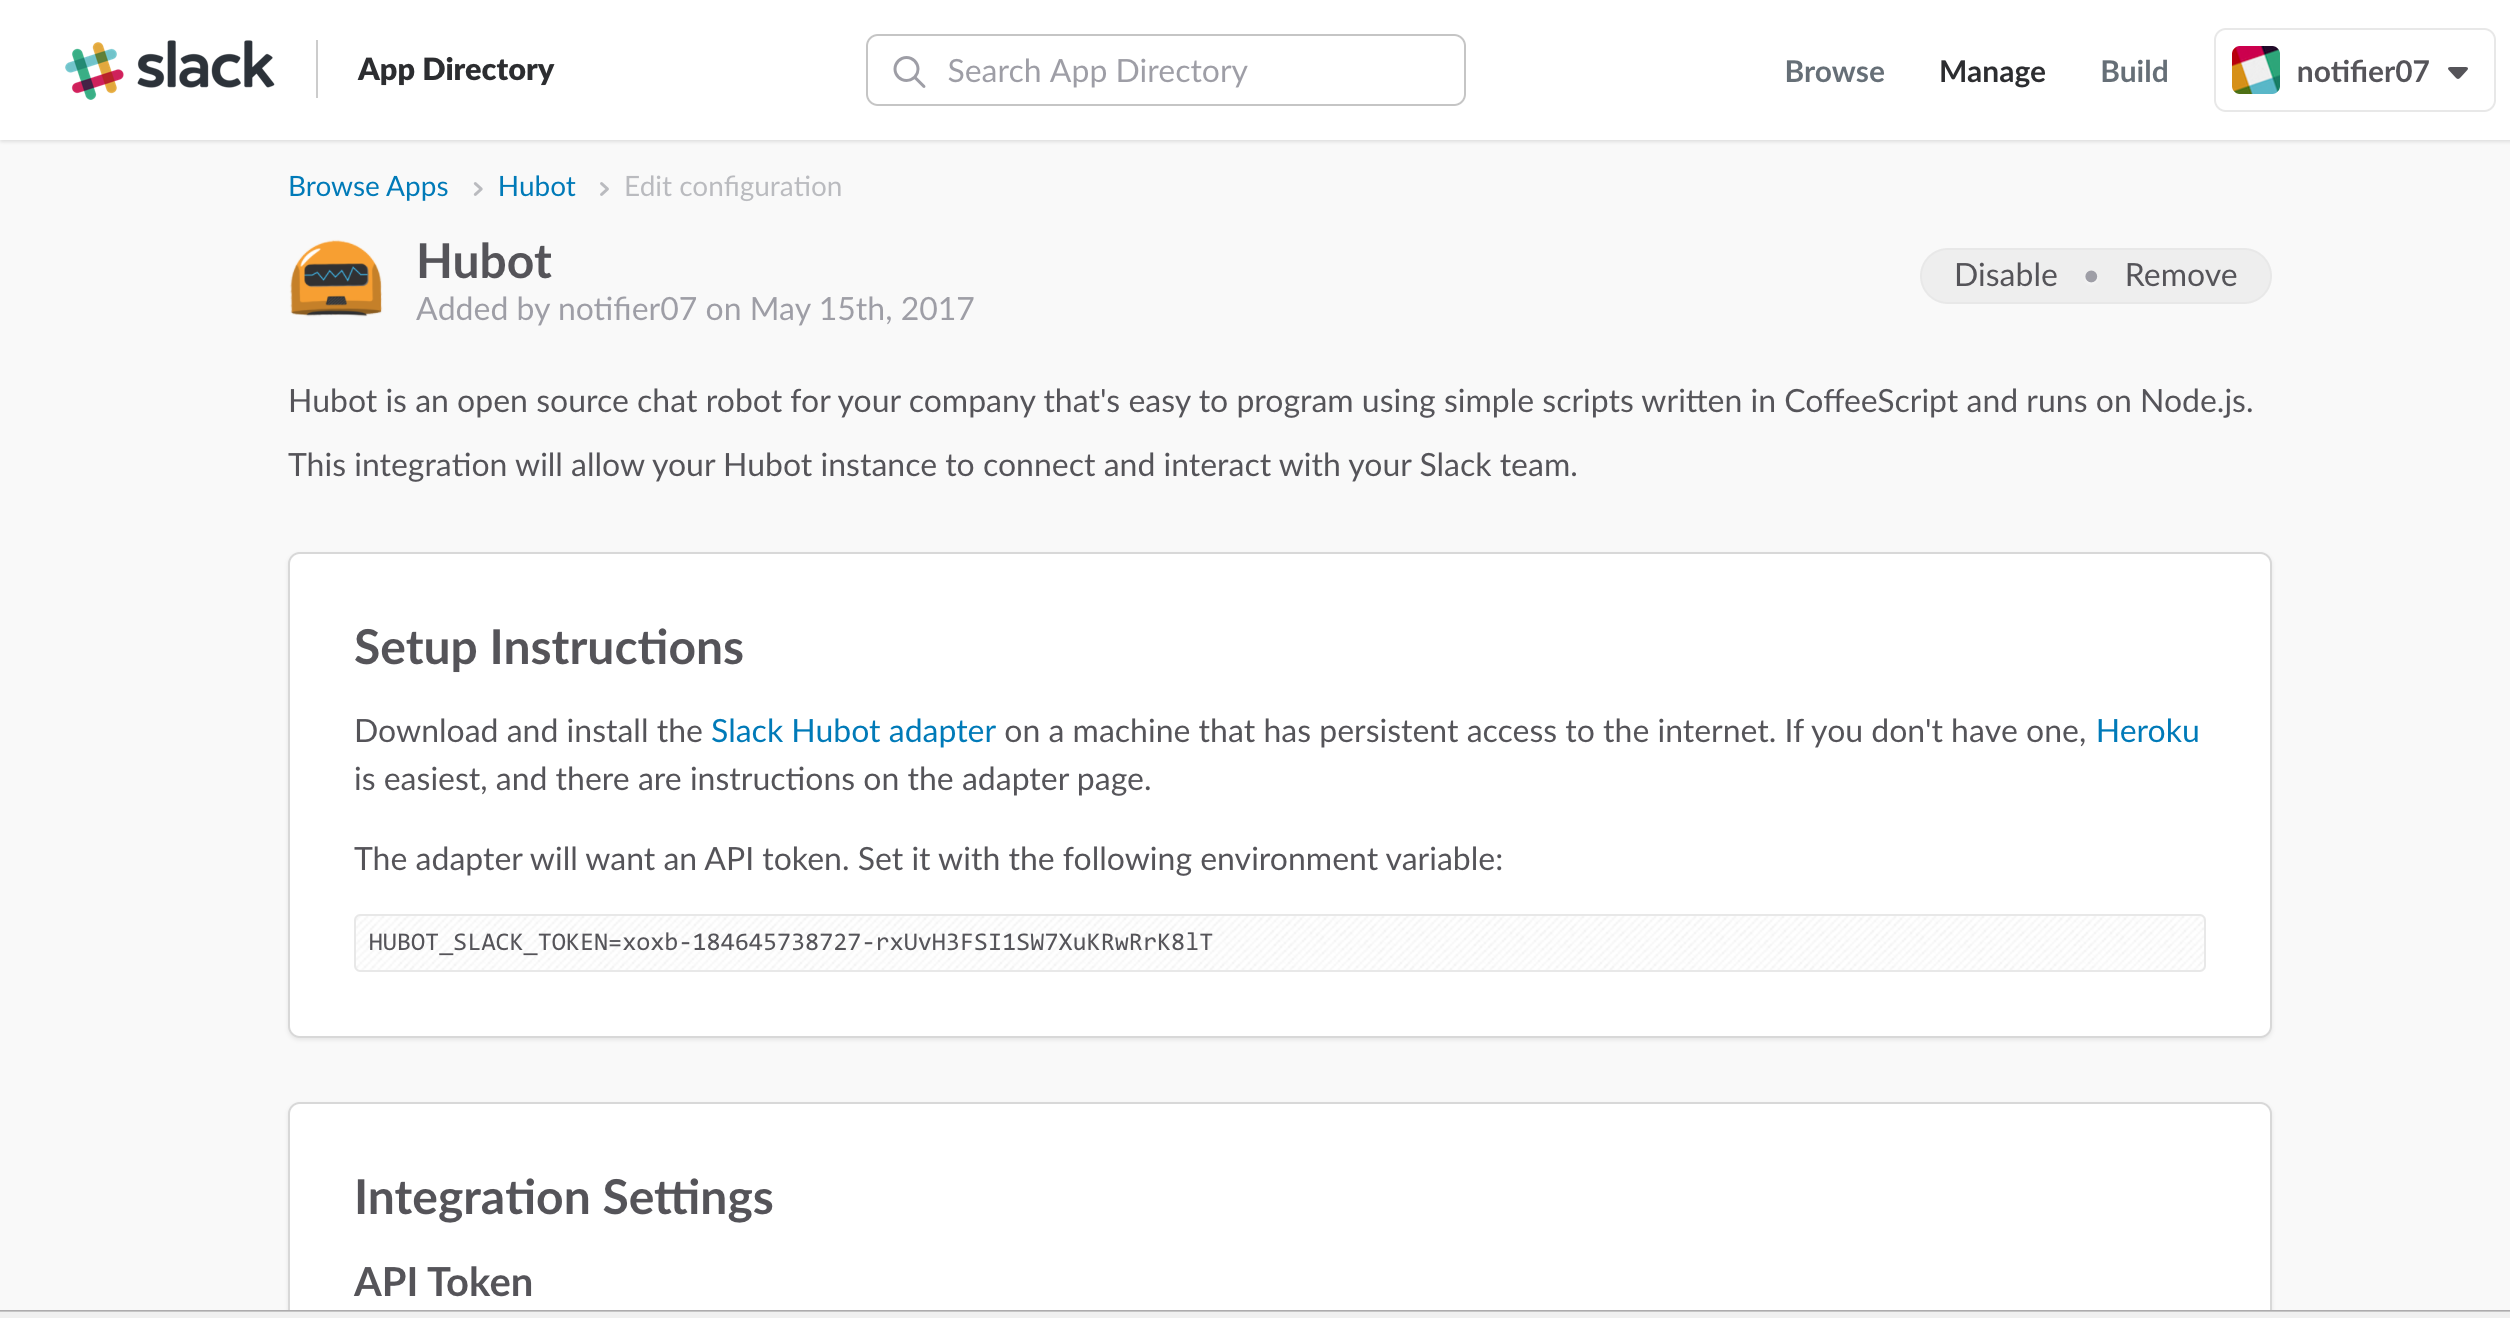 slack
App Directory
Search App Directory
Browse
Manage
Build
notifier07
Browse Apps > Hubot > Edit configuration
Hubot
Added by notifier07 on May 15th, 2017
Disable • Remove
Hubot is an open source chat robot for your company that's easy to program using simple scripts written in CoffeeScript and runs on Node.js.
This integration will allow your Hubot instance to connect and interact with your Slack team.
Setup Instructions
Download and install the Slack Hubot adapter on a machine that has persistent access to the internet. If you don't have one, Heroku
is easiest, and there are instructions on the adapter page.
The adapter will want an API token. Set it with the following environment variable:
HUBOT_SLACK_TOKEN=xoxb-184645738727-rxUvH3FSI1SW7XuKRwRrK8lT
Integration Settings
API Token